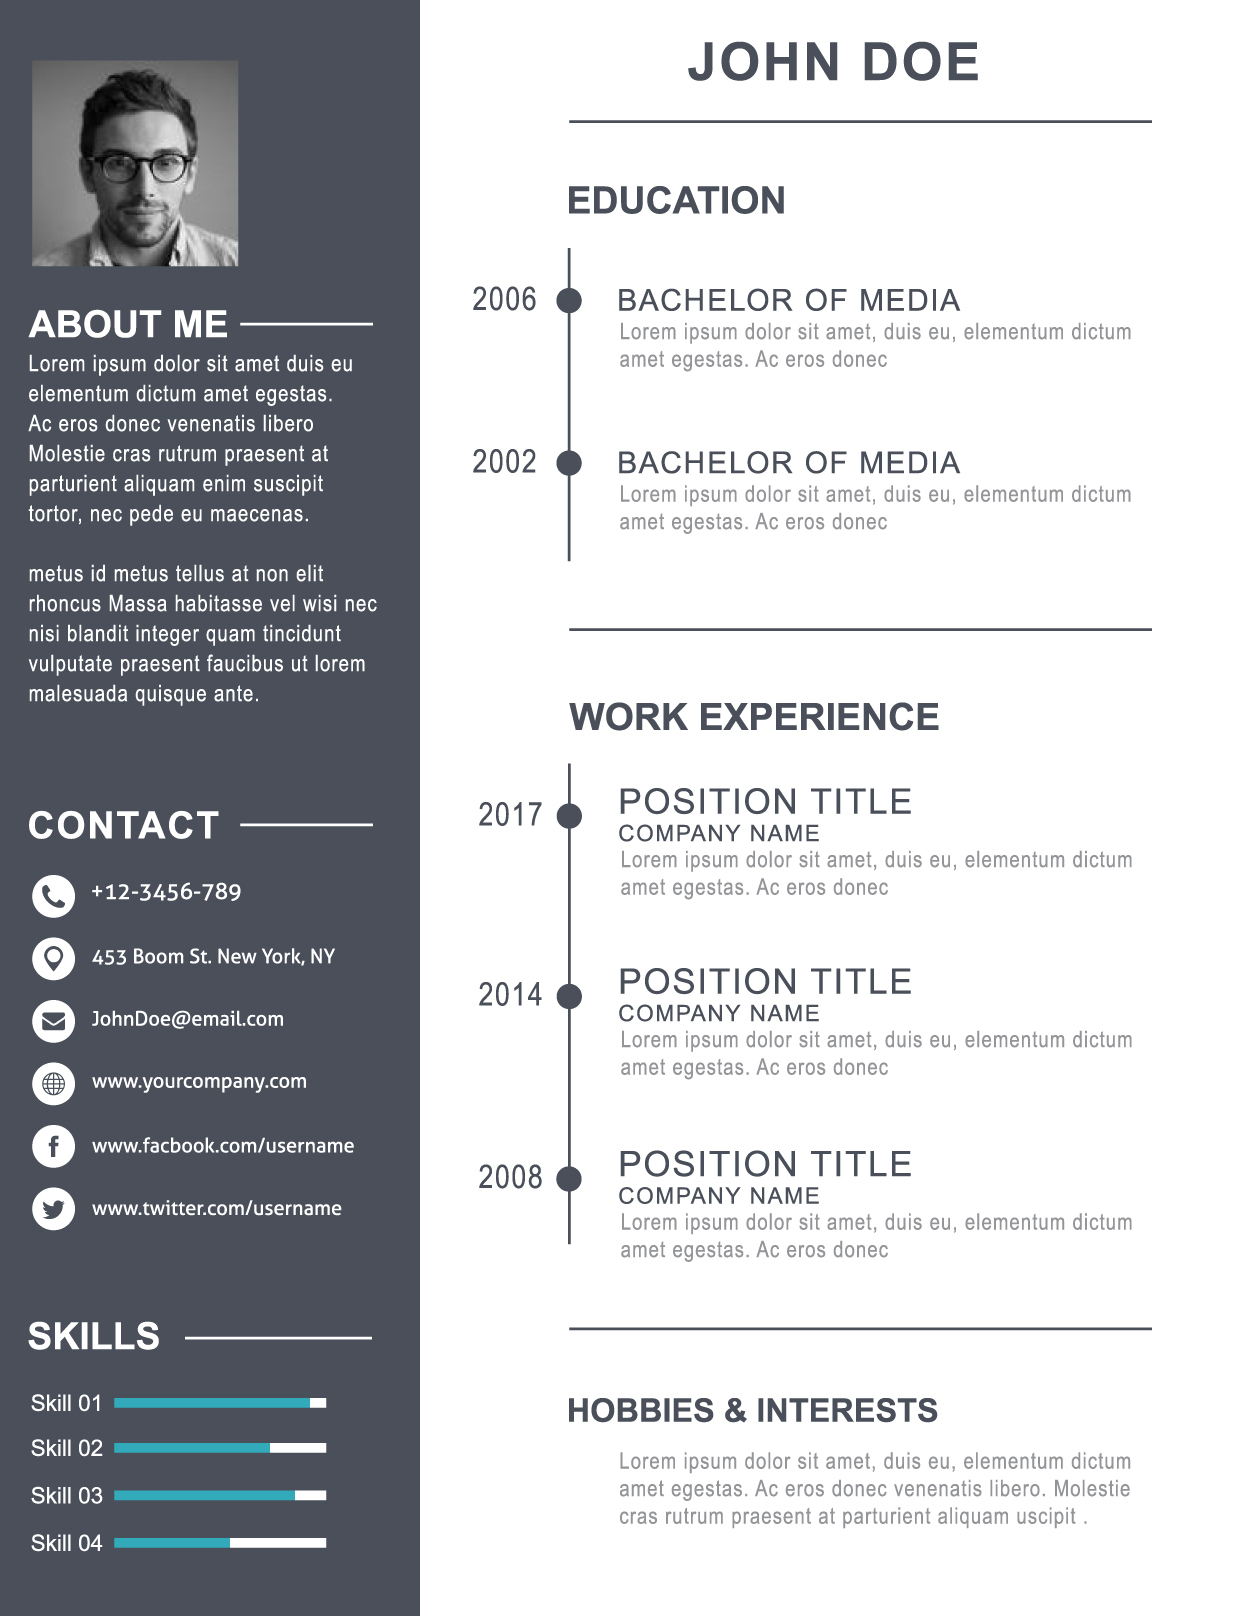 JOHN DOE
ABOUT ME
Lorem ipsum dolor sit amet duis eu
elementum dictum amet egestas.
Ac eros donec venenatis libero
Molestie cras rutrum praesent at
parturient aliquam enim suscipit
tortor, nec pede eu maecenas.
metus id metus tellus at non elit
rhoncus Massa habitasse vel wisi nec
nisi blandit integer quam tincidunt
vulputate praesent faucibus ut lorem
malesuada quisque ante.
CONTACT
+12-3456-789
453 Boom St. New York, NY
JohnDoe@email.com
www.yourcompany.com
www.facbook.com/username
www.twitter.com/username
SKILLS
Skill 01
Skill 02
Skill 03
Skill 04
EDUCATION
2006 BACHELOR OF MEDIA
Lorem ipsum dolor sit amet, duis eu, elementum dictum
amet egestas. Ac eros donec
2002 BACHELOR OF MEDIA
Lorem ipsum dolor sit amet, duis eu, elementum dictum
amet egestas. Ac eros donec
WORK EXPERIENCE
2017 POSITION TITLE
COMPANY NAME
Lorem ipsum dolor sit amet, duis eu, elementum dictum
amet egestas. Ac eros donec
2014 POSITION TITLE
COMPANY NAME
Lorem ipsum dolor sit amet, duis eu, elementum dictum
amet egestas. Ac eros donec
2008 POSITION TITLE
COMPANY NAME
Lorem ipsum dolor sit amet, duis eu, elementum dictum
amet egestas. Ac eros donec
HOBBIES & INTERESTS
Lorem ipsum dolor sit amet, duis eu, elementum dictum
amet egestas. Ac eros donec venenatis libero. Molestie
cras rutrum praesent at parturient aliquam uscipit .